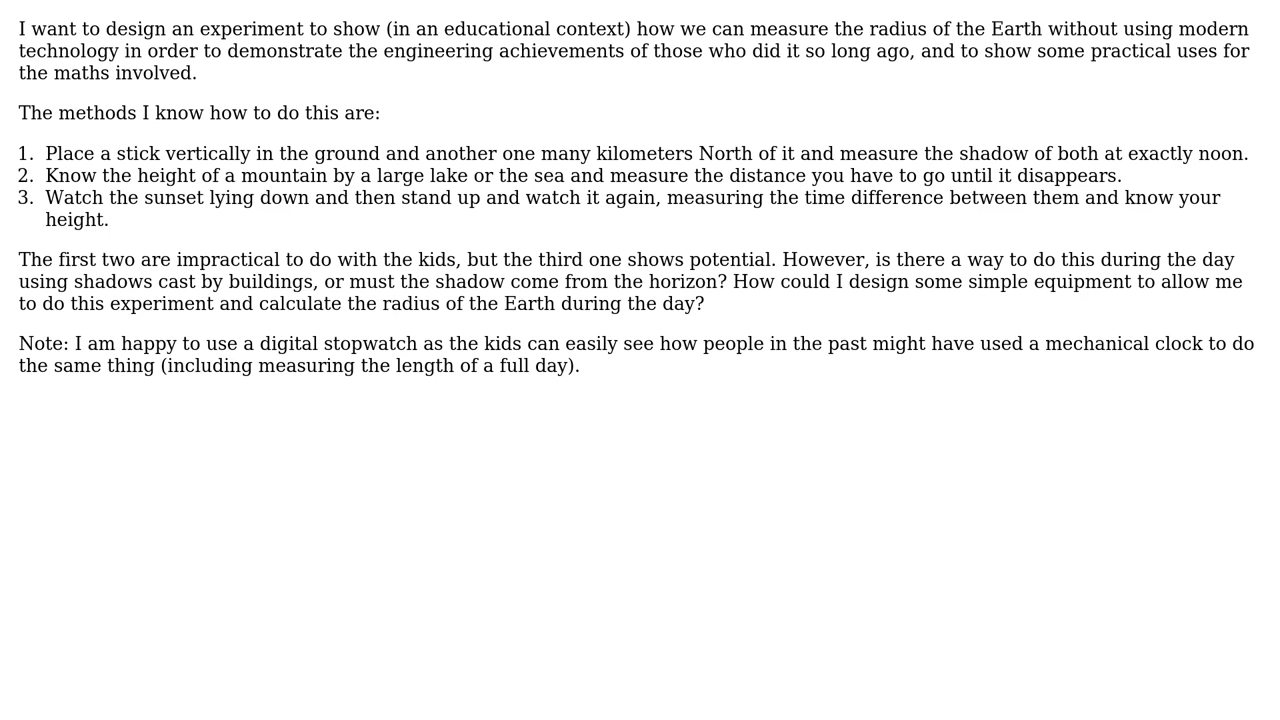 I want to design an experiment to show (in an educational context) how we can measure the radius of the Earth without using modern
technology in order to demonstrate the engineering achievements of those who did it so long ago, and to show some practical uses for
the maths involved.
The methods I know how to do this are:
1. Place a stick vertically in the ground and another one many kilometers North of it and measure the shadow of both at exactly noon.
2. Know the height of a mountain by a large lake or the sea and measure the distance you have to go until it disappears.
3. Watch the sunset lying down and then stand up and watch it again, measuring the time difference between them and know your
height.
The first two are impractical to do with the kids, but the third one shows potential. However, is there a way to do this during the day
using shadows cast by buildings, or must the shadow come from the horizon? How could I design some simple equipment to allow me
to do this experiment and calculate the radius of the Earth during the day?
Note: I am happy to use a digital stopwatch as the kids can easily see how people in the past might have used a mechanical clock to do
the same thing (including measuring the length of a full day).